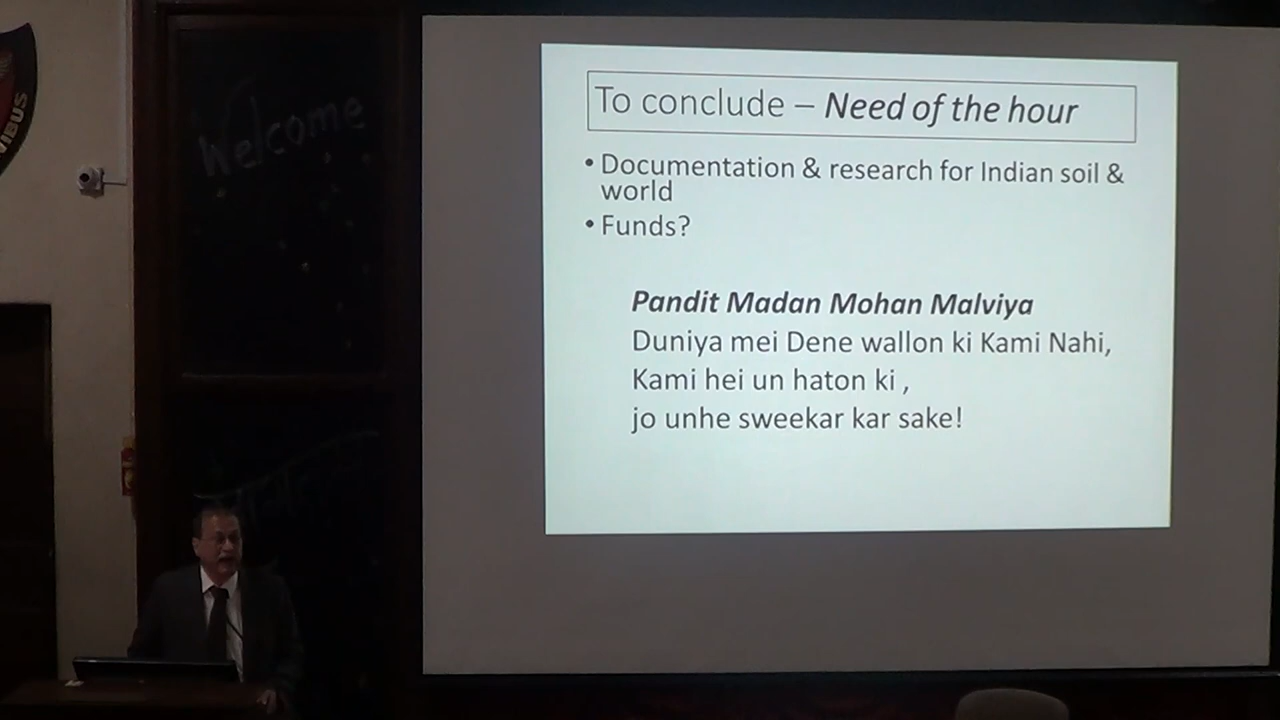 NIBUS
Welcome
To conclude – Need of the hour
• Documentation & research for Indian soil &
world
• Funds?
Pandit Madan Mohan Malviya
Duniya mei Dene wallon ki Kami Nahi,
Kami hei un haton ki ,
jo unhe sweekar kar sake!